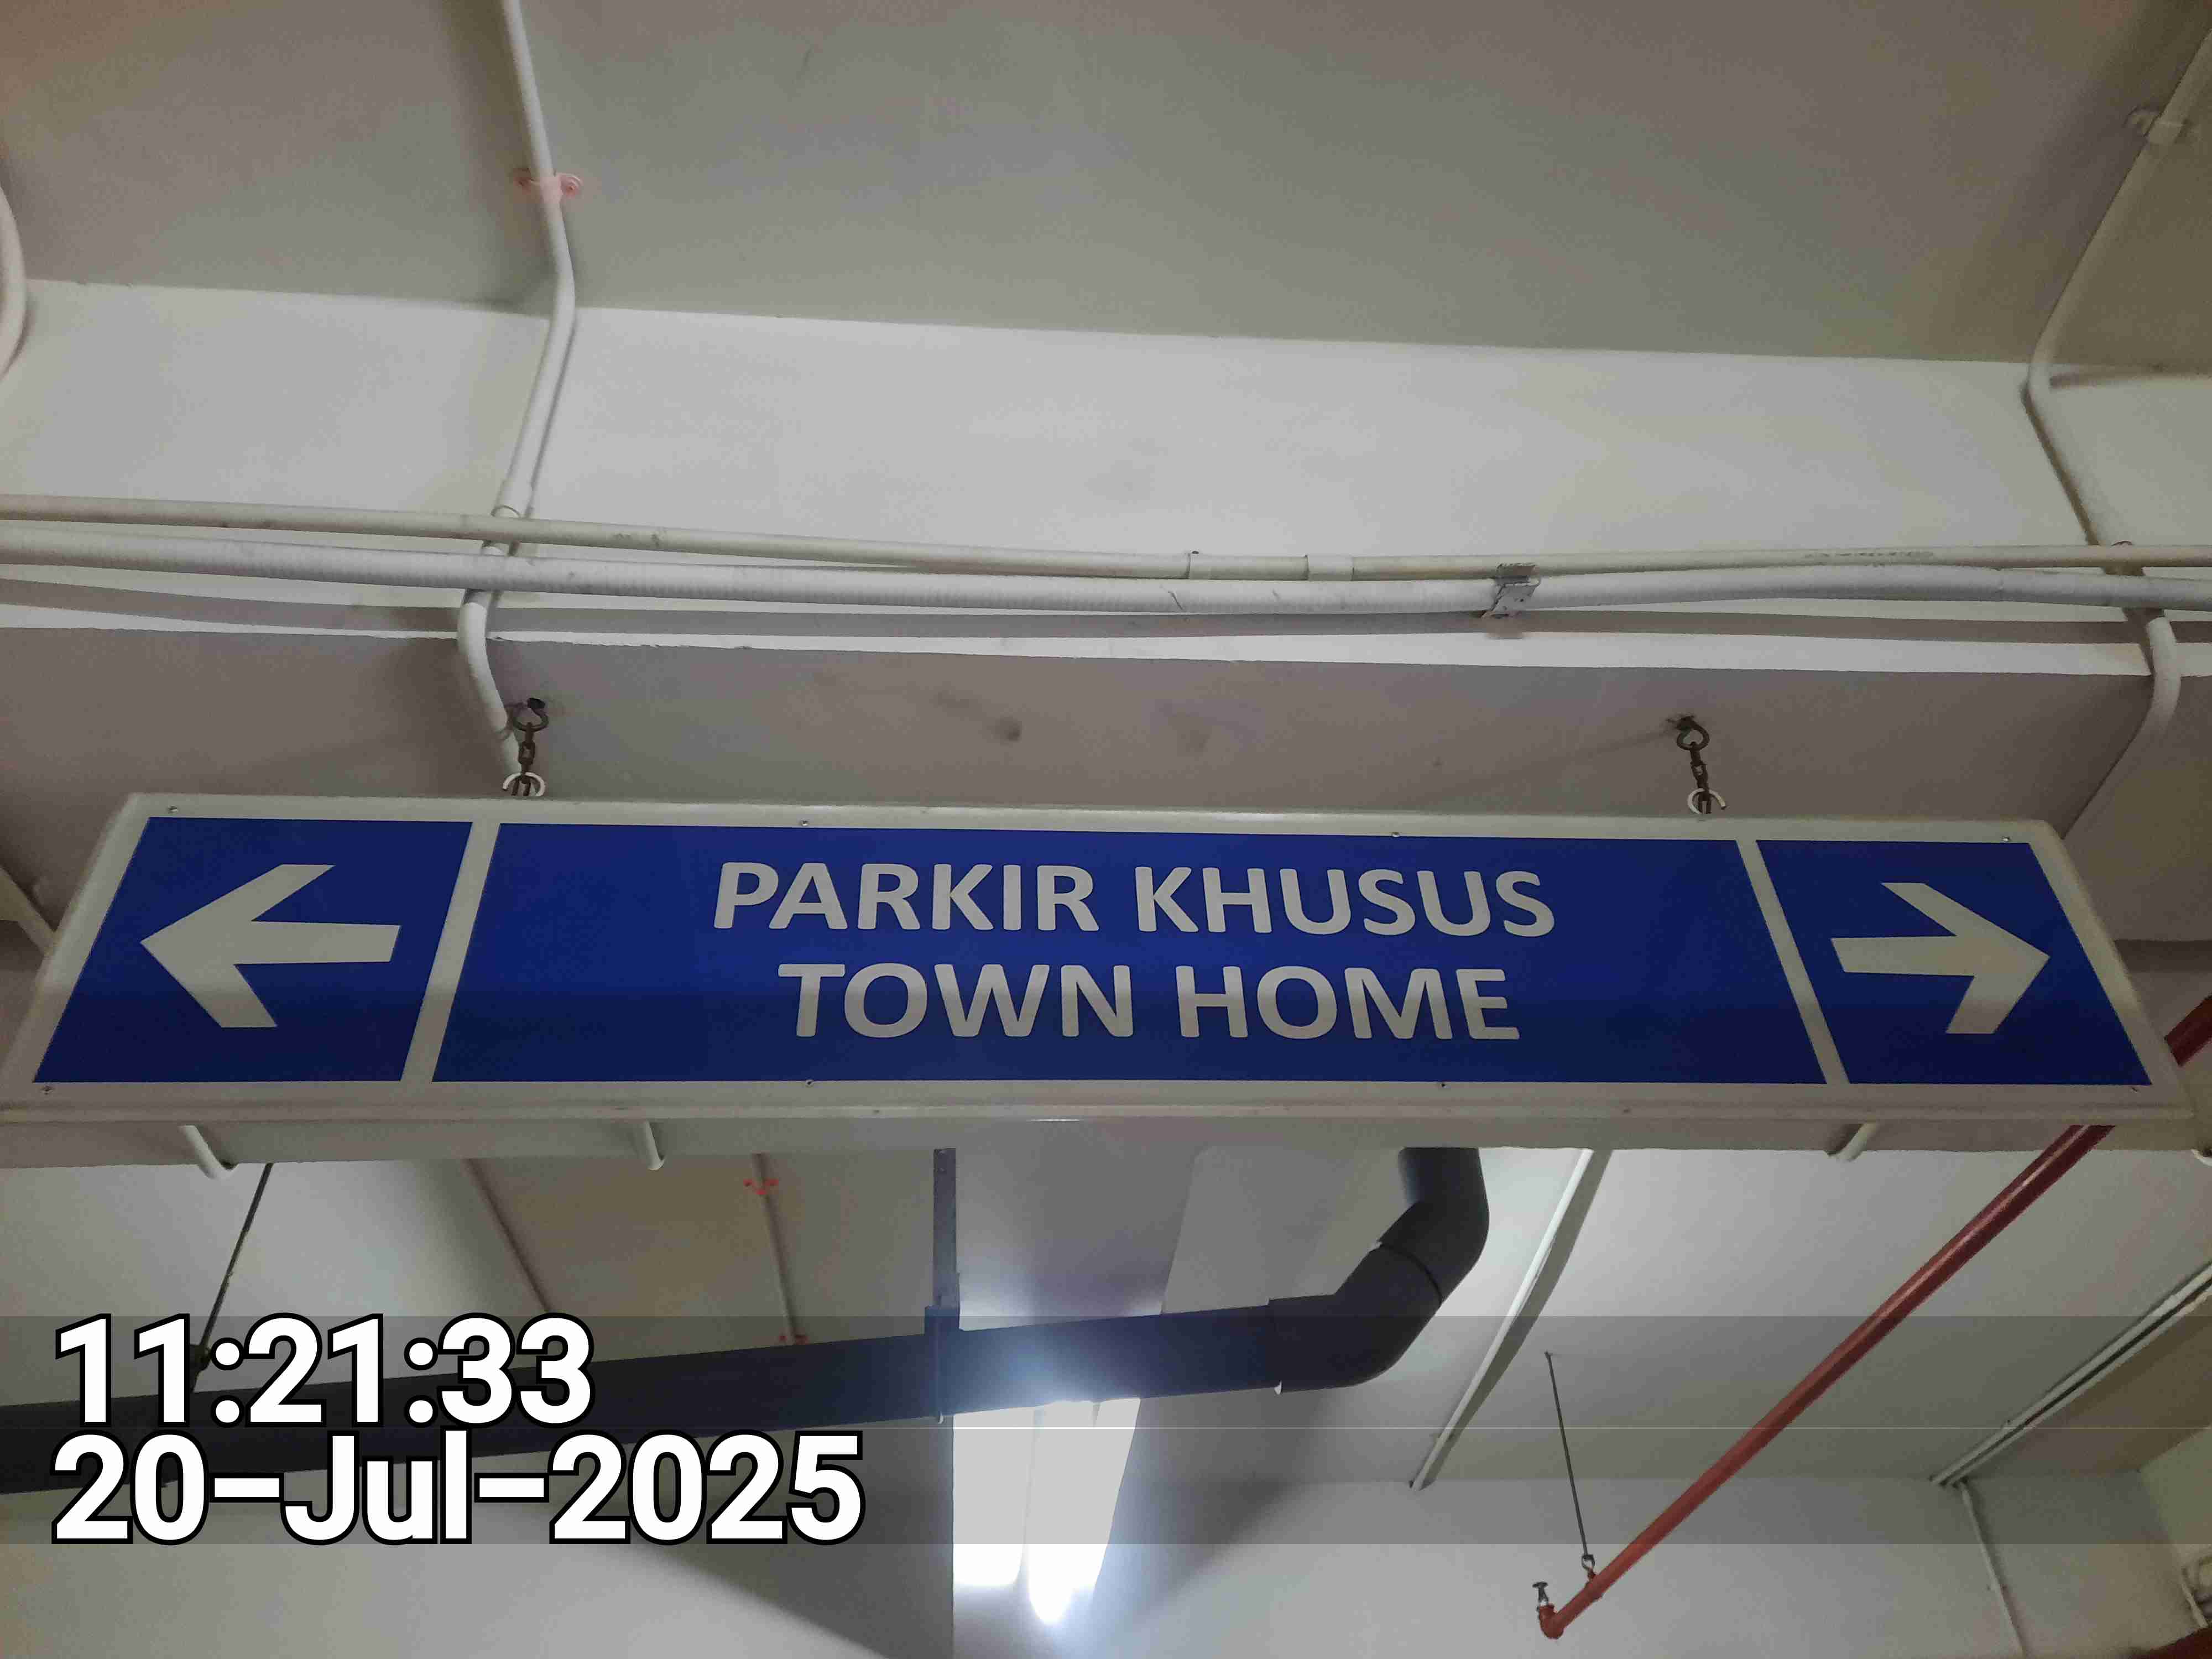 PARKIR KHUSUS
TOWN HOME
11:21:33
20-Jul-2025